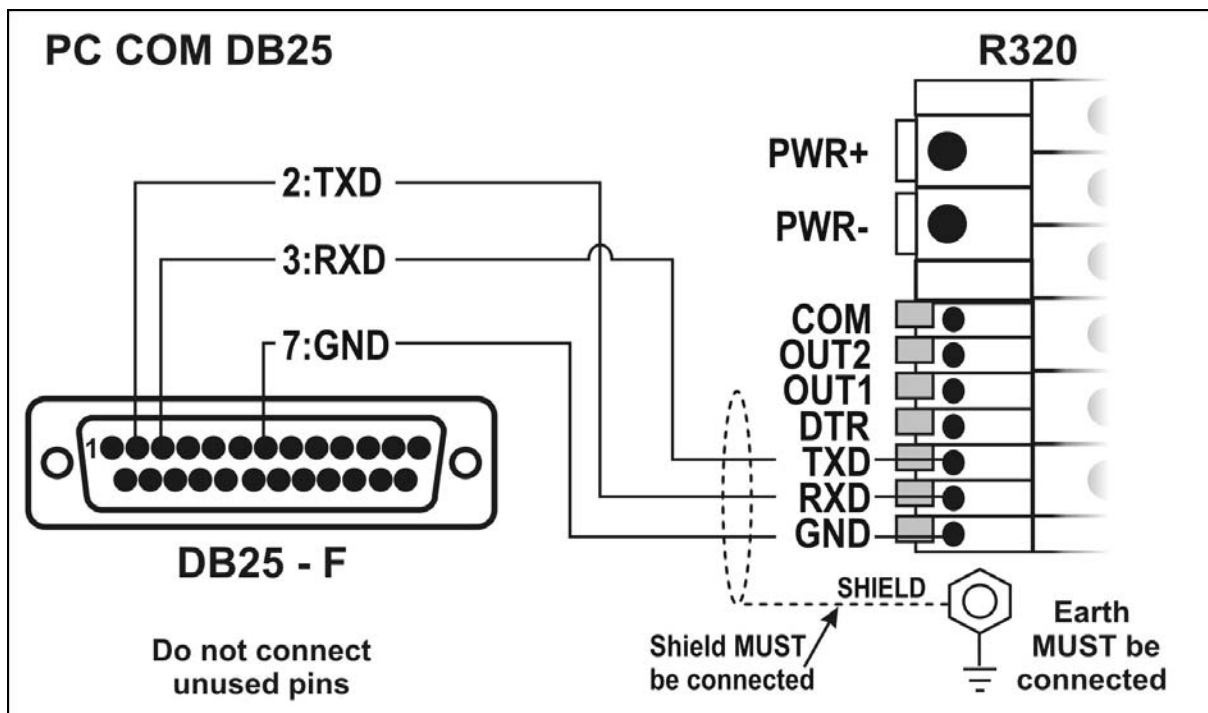 PC COM DB25
R320
PWR+
PWR-
2:TXD
3:RXD
7:GND
COM
OUT2
OUT1
DTR
TXD
RXD
GND
1
DB25 - F
Do not connect
unused pins
SHIELD
Shield MUST
be connected
Earth
MUST be
connected